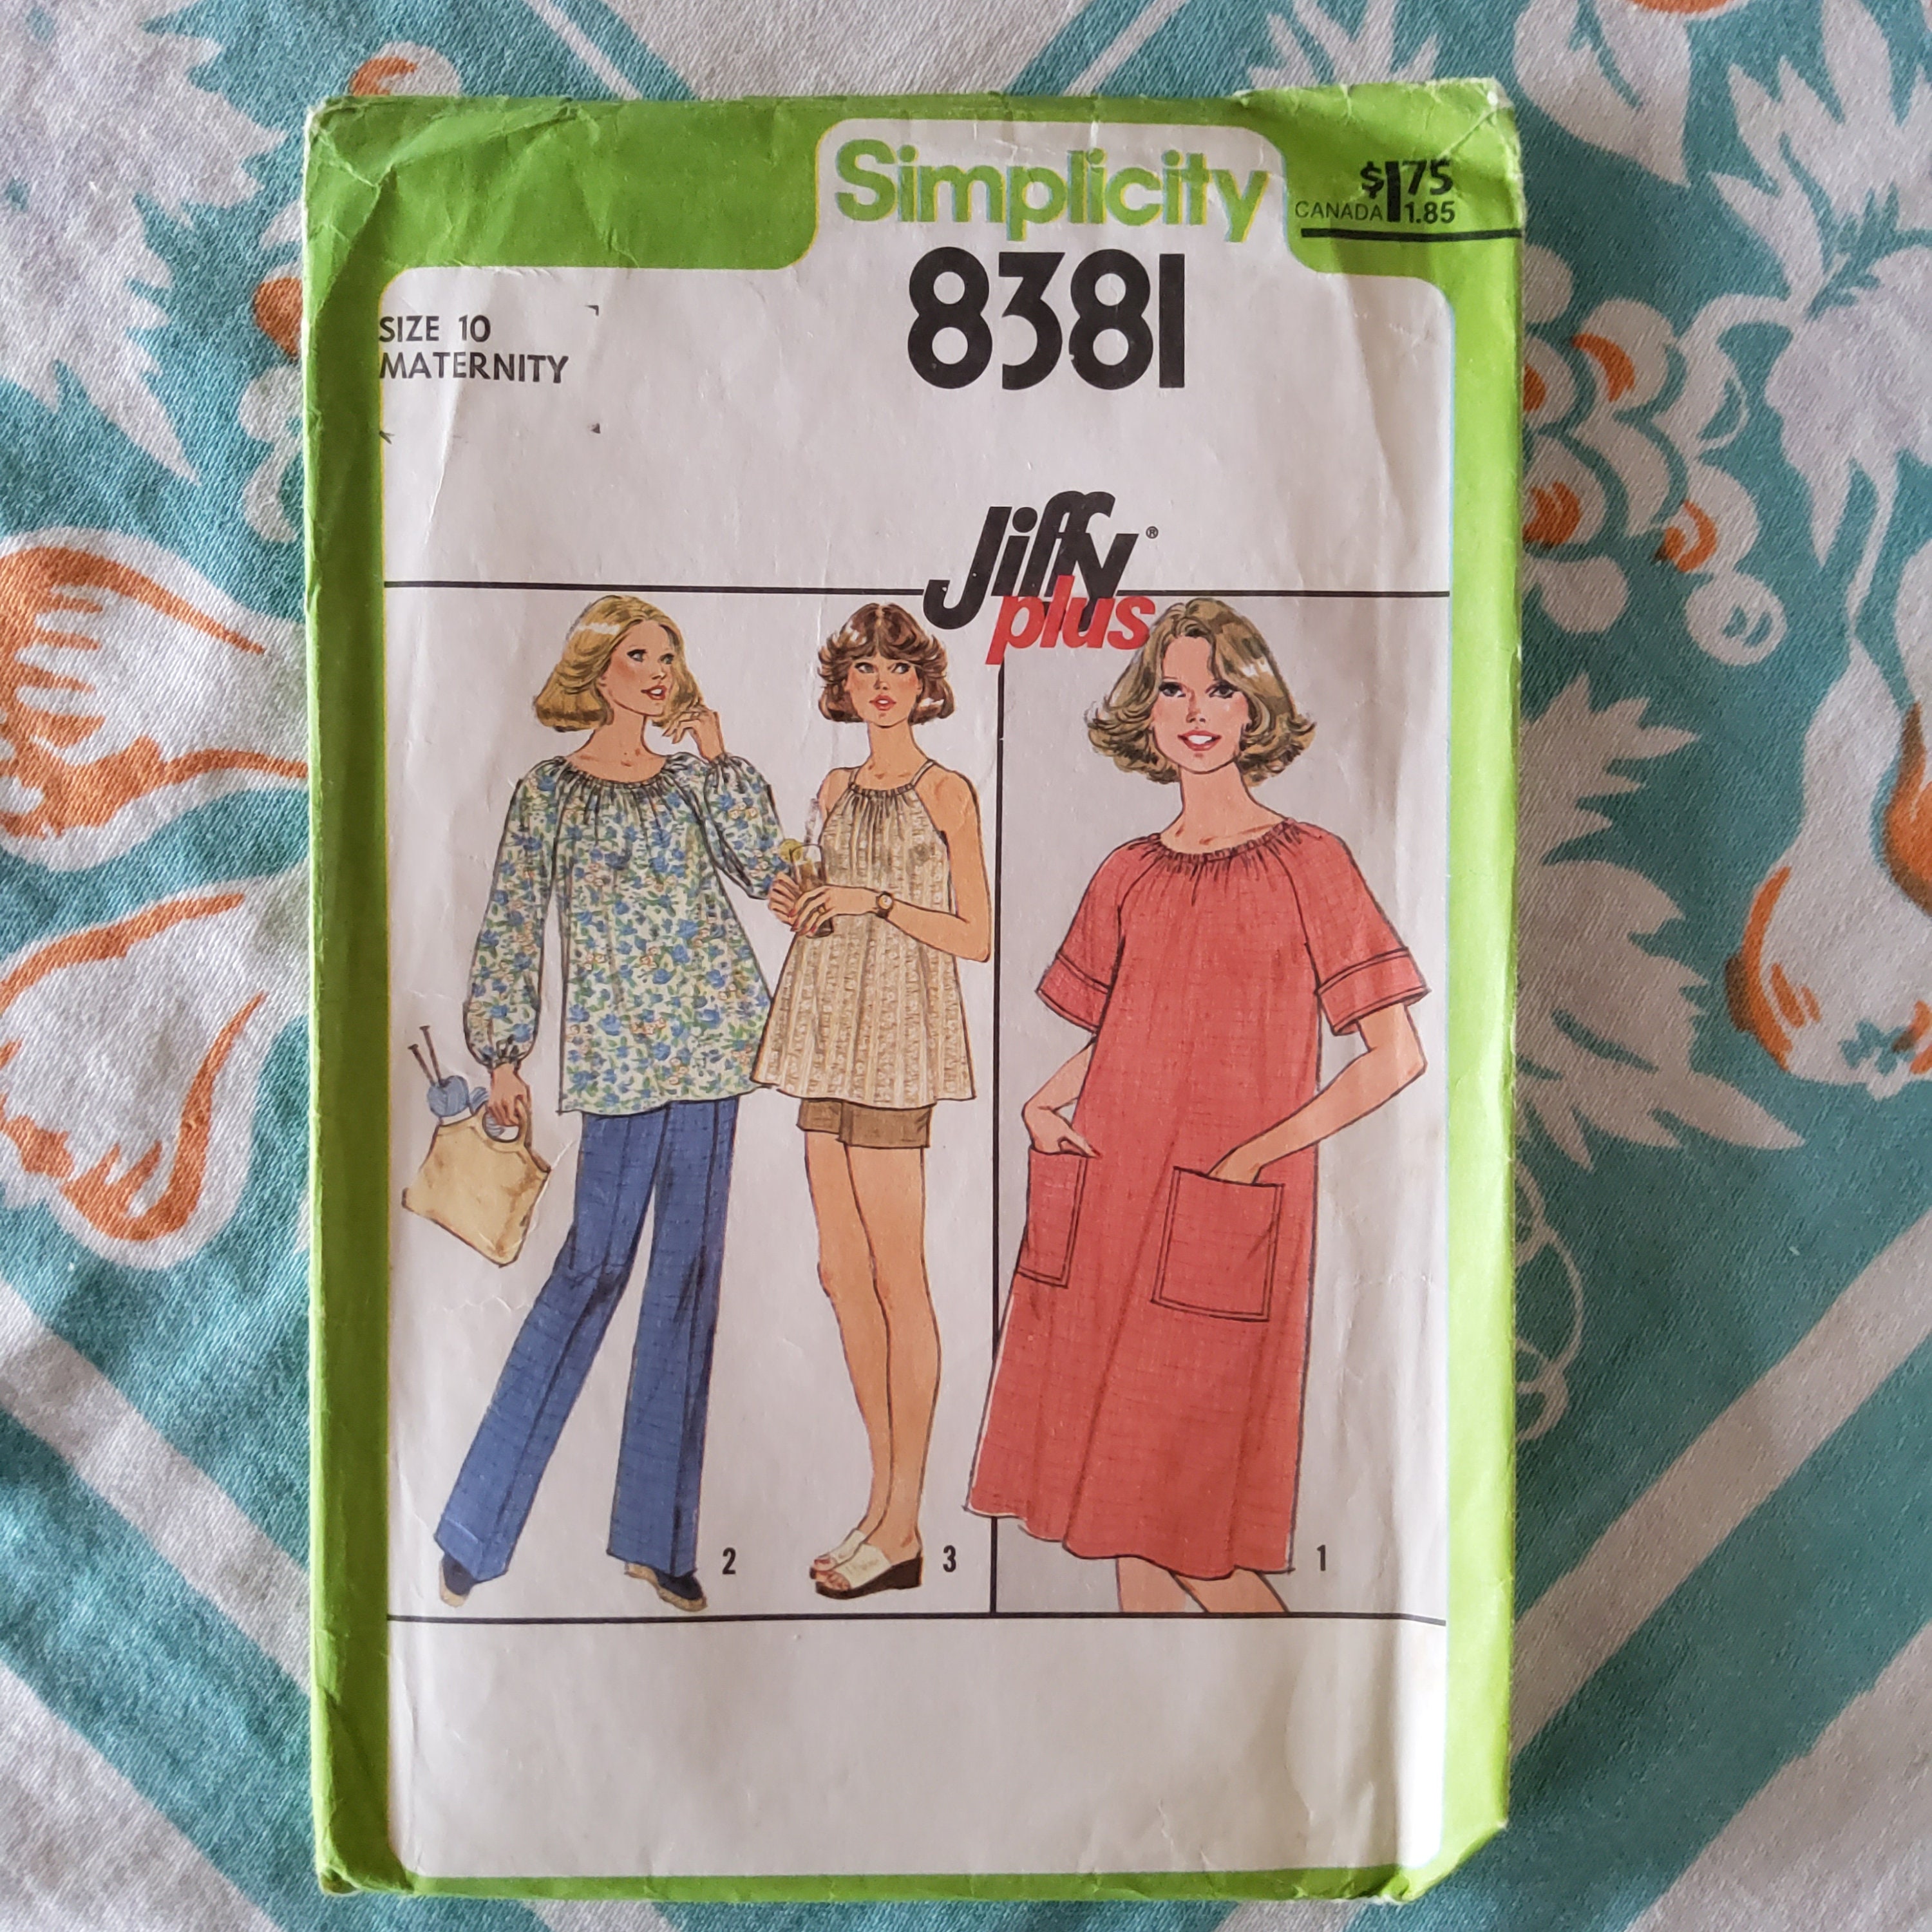 Simplicity
$1.75
CANADA 1.85
8381
SIZE 10
MATERNITY
Jiffy®
plus
2
3
1